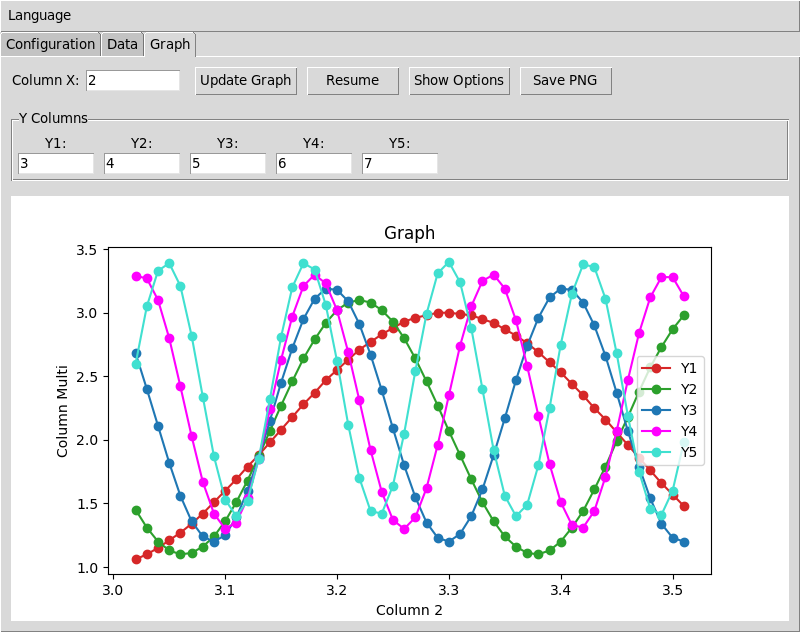 Language
Configuration Data Graph
Column X: 2 Update Graph Resume Show Options Save PNG
Y Columns
Y1: Y2: Y3: Y4: Y5:
3 4 5 6 7
Graph
3.5
3.0
2.5
2.0
1.5
1.0
Column Multi
Y1
Y2
Y3
Y4
Y5
3.0 3.1 3.2 3.3 3.4 3.5
Column 2